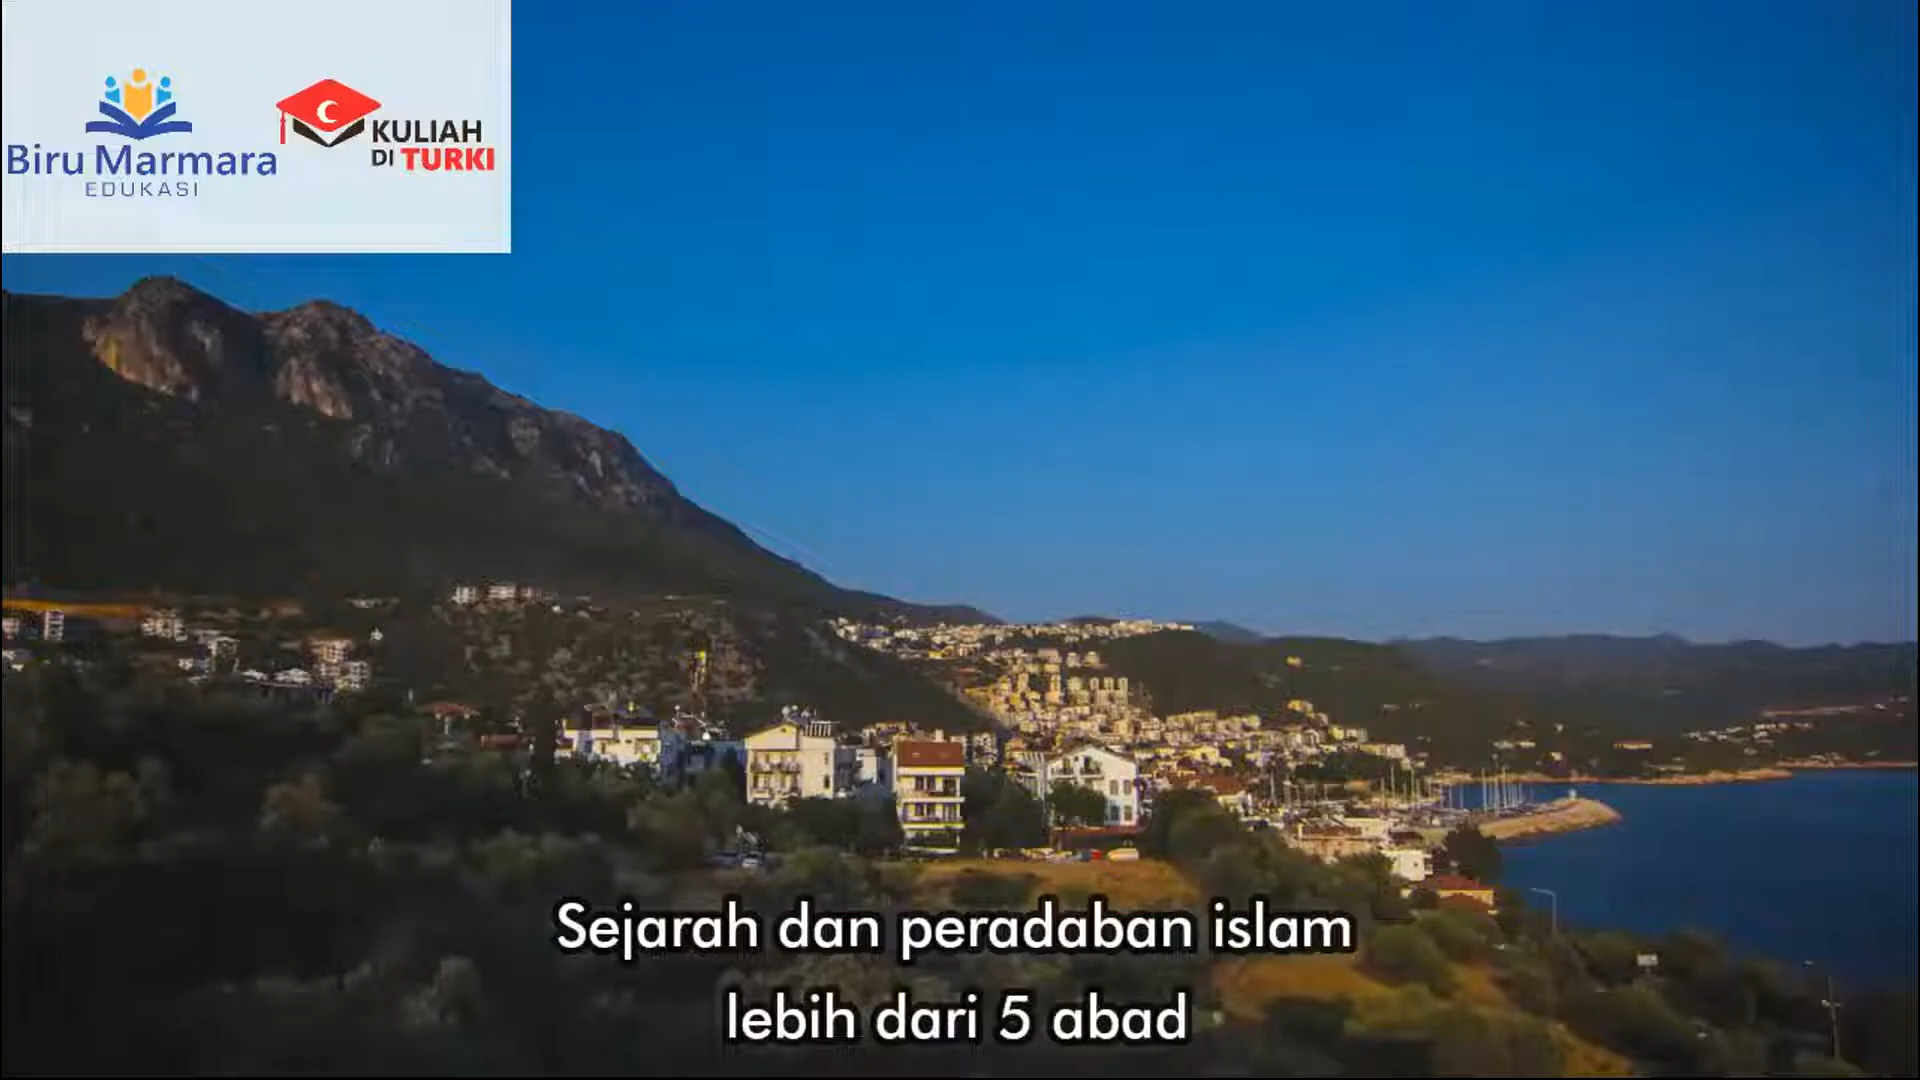 Biru Marmara
EDUKASI
KULIAH
DI TURKI
Sejarah dan peradaban islam
lebih dari 5 abad